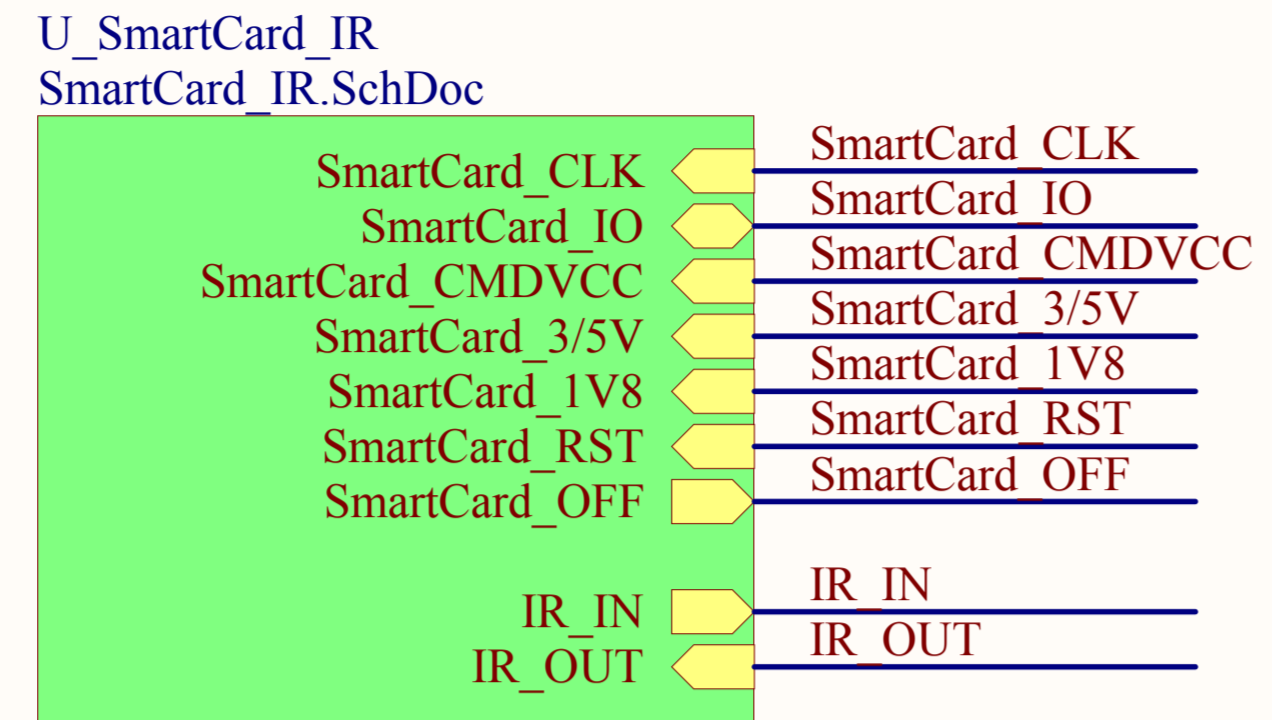 U_SmartCard_IR
SmartCard_IR.SchDoc
SmartCard_CLK SmartCard_CLK
SmartCard_IO SmartCard_IO
SmartCard_CMDVCC SmartCard_CMDVCC
SmartCard_3/5V SmartCard_3/5V
SmartCard_1V8 SmartCard_1V8
SmartCard_RST SmartCard_RST
SmartCard_OFF SmartCard_OFF
IR_IN IR_IN
IR_OUT IR_OUT